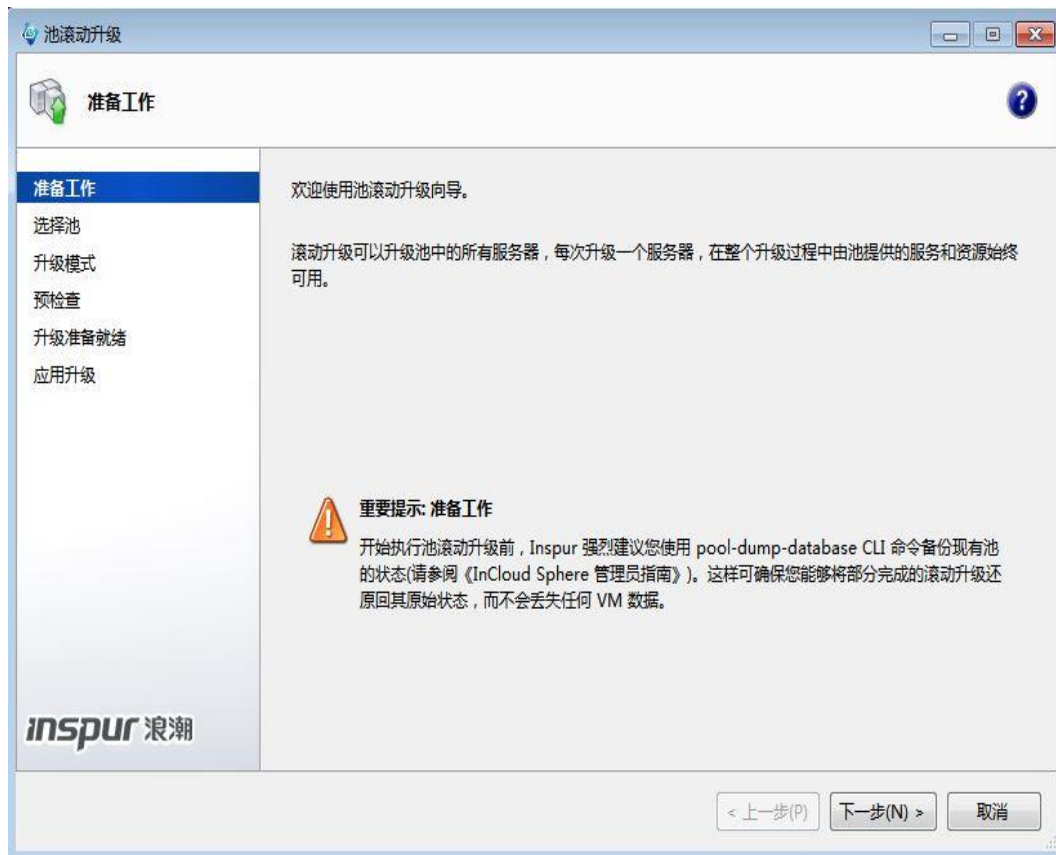 池滚动升级
准备工作
?
准备工作
选择池
升级模式
预检查
升级准备就绪
应用升级
欢迎使用池滚动升级向导。
滚动升级可以升级池中的所有服务器，每次升级一个服务器，在整个升级过程中由池提供的服务和资源始终
可用。
重要提示: 准备工作
开始执行池滚动升级前，Inspur 强烈建议您使用 pool-dump-database CLI 命令备份现有池
的状态(请参阅《InCloud Sphere 管理员指南》)。这样可确保您能够将部分完成的滚动升级还
原回其原始状态，而不会丢失任何 VM 数据。
inspur 浪潮
< 上一步(P)
下一步(N) >
取消